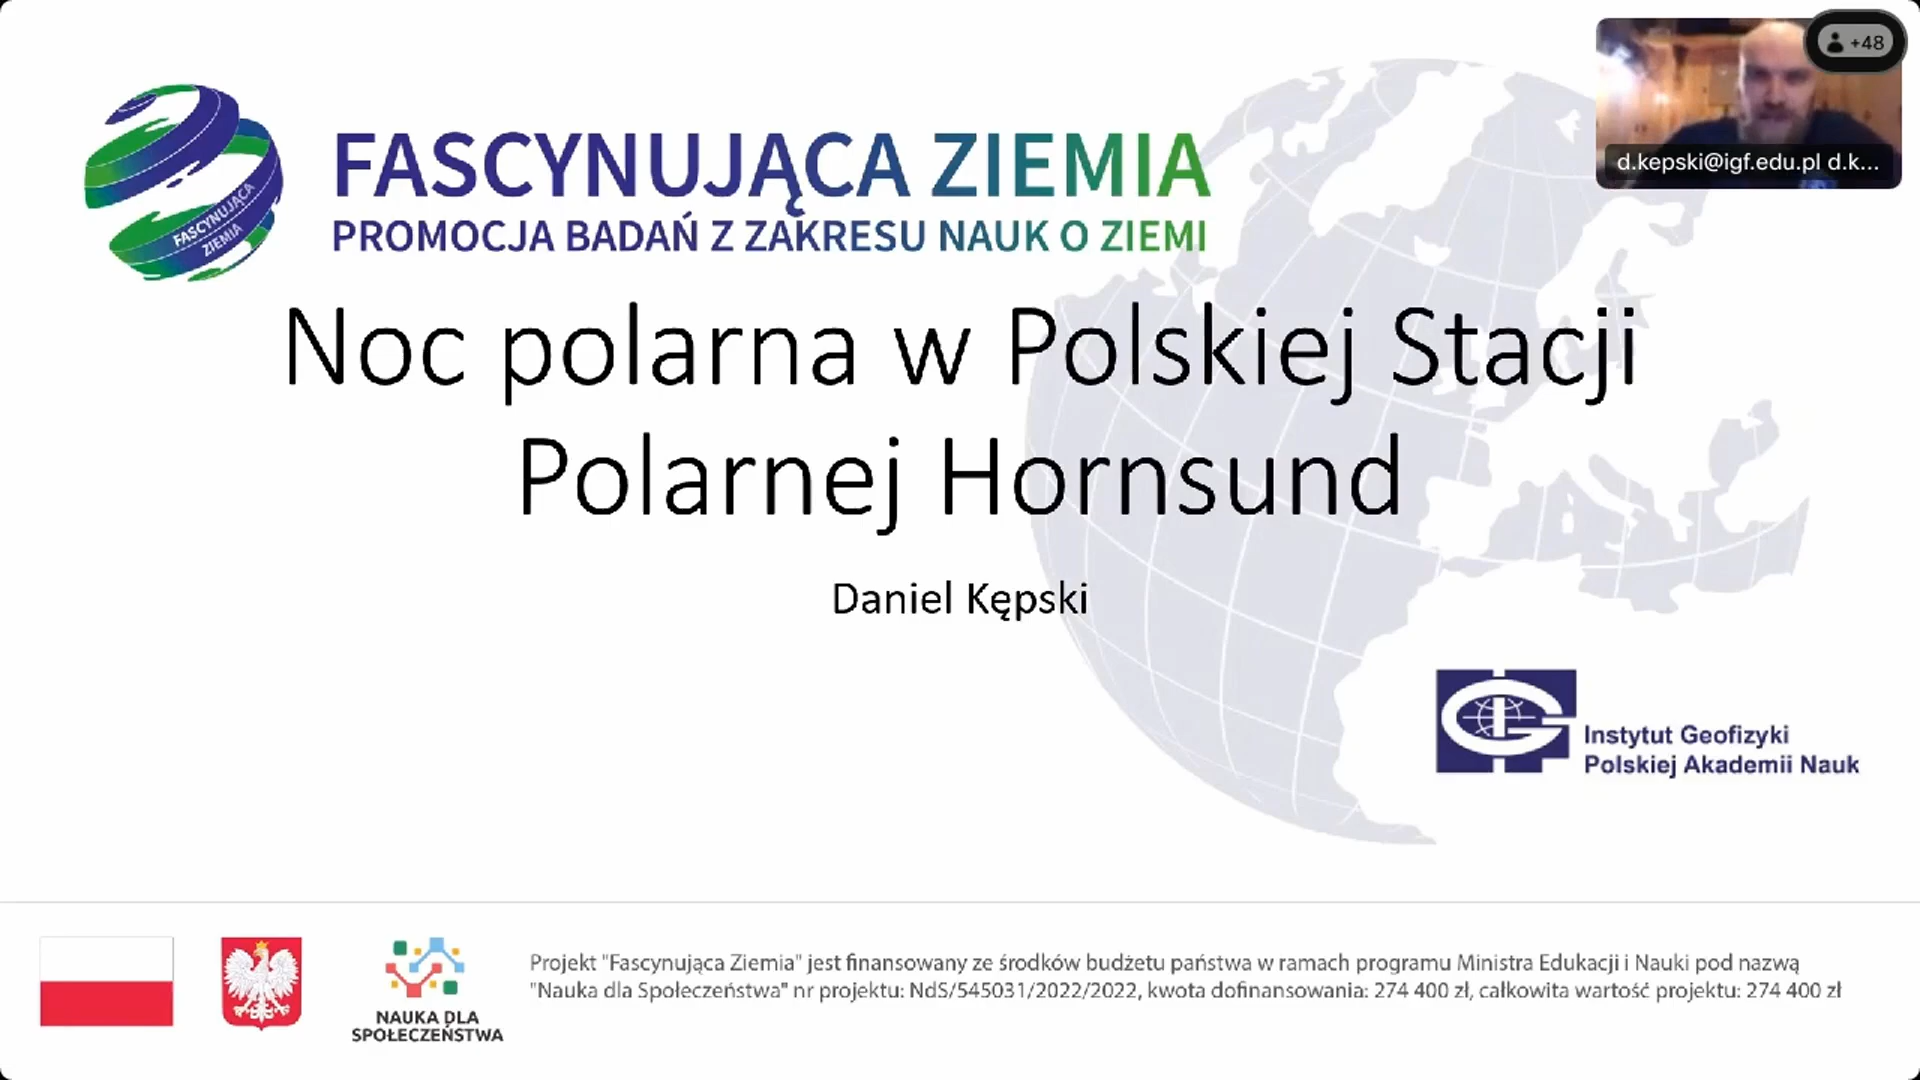 +48
d.kepski@igf.edu.pl d.k...
FASCYNUJĄCA ZIEMIA
PROMOCJA BADAŃ Z ZAKRESU NAUK O ZIEMI
FASCYNUJĄCA
ZIEMIA
Noc polarna w Polskiej Stacji
Polarnej Hornsund
Daniel Kępski
Instytut Geofizyki
Polskiej Akademii Nauk
NAUKA DLA
SPOŁECZEŃSTWA
Projekt "Fascynująca Ziemia" jest finansowany ze środków budżetu państwa w ramach programu Ministra Edukacji i Nauki pod nazwą
"Nauka dla Społeczeństwa" nr projektu: NdS/545031/2022/2022, kwota dofinansowania: 274 400 zł, całkowita wartość projektu: 274 400 zł